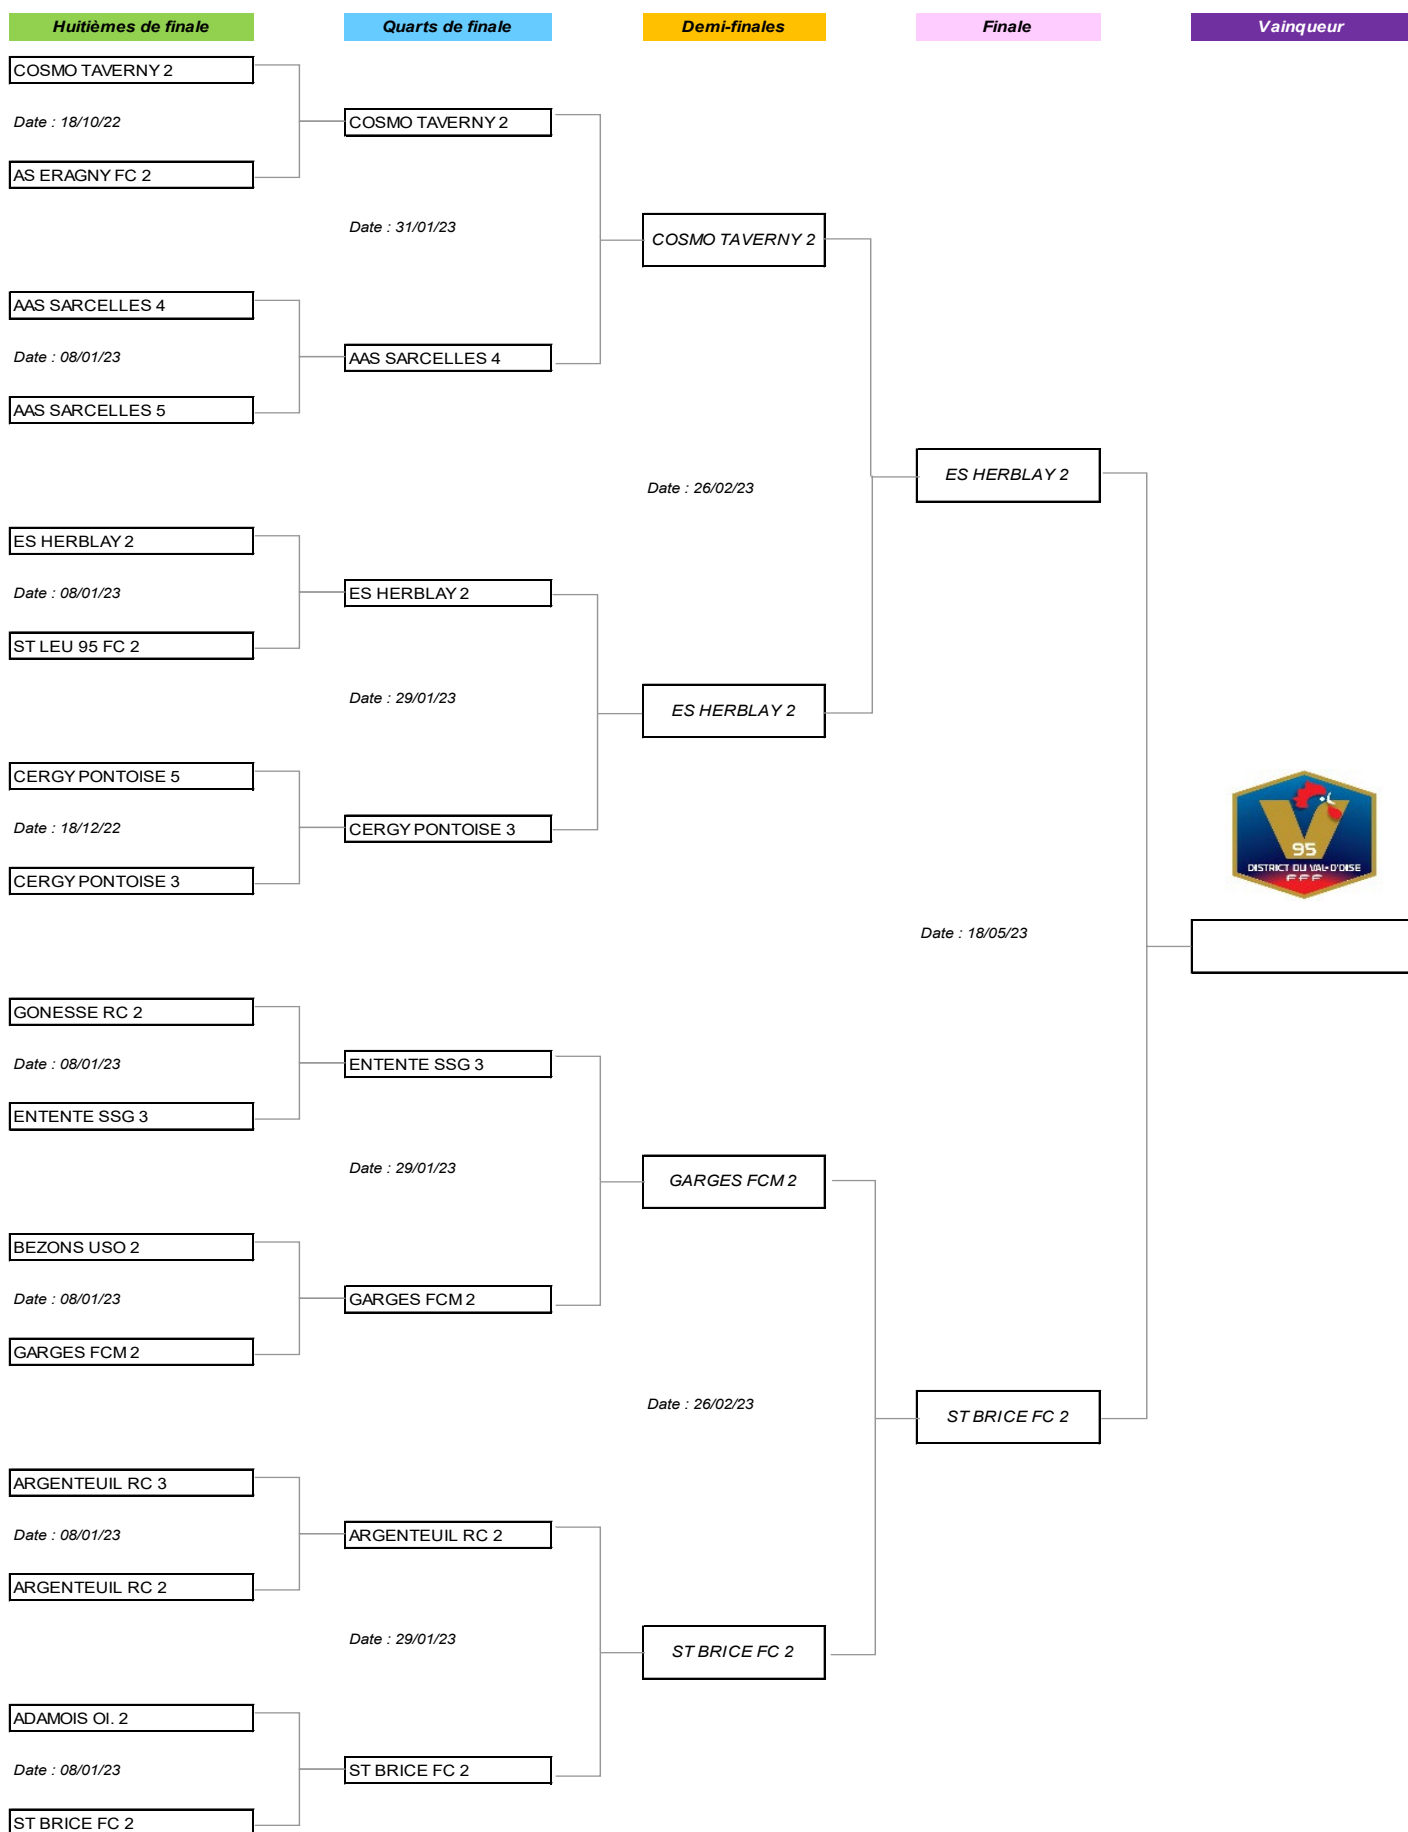 Huitièmes de finale
Quarts de finale
Demi-finales
Finale
Vainqueur
COSMO TAVERNY 2
Date : 18/10/22
COSMO TAVERNY 2
AS ERAGNY FC 2
Date : 31/01/23
COSMO TAVERNY 2
AAS SARCELLES 4
Date : 08/01/23
AAS SARCELLES 4
AAS SARCELLES 5
Date : 26/02/23
ES HERBLAY 2
ES HERBLAY 2
Date : 08/01/23
ES HERBLAY 2
ST LEU 95 FC 2
Date : 29/01/23
ES HERBLAY 2
CERGY PONTOISE 5
Date : 18/12/22
CERGY PONTOISE 3
CERGY PONTOISE 3
95
DISTRICT DU VAL-D'OISE
FFF
Date : 18/05/23
GONESSE RC 2
Date : 08/01/23
ENTENTE SSG 3
ENTENTE SSG 3
Date : 29/01/23
GARGES FCM 2
BEZONS USO 2
Date : 08/01/23
GARGES FCM 2
GARGES FCM 2
Date : 26/02/23
ST BRICE FC 2
ARGENTEUIL RC 3
Date : 08/01/23
ARGENTEUIL RC 2
ARGENTEUIL RC 2
Date : 29/01/23
ST BRICE FC 2
ADAMOIS Ol. 2
Date : 08/01/23
ST BRICE FC 2
ST BRICE FC 2